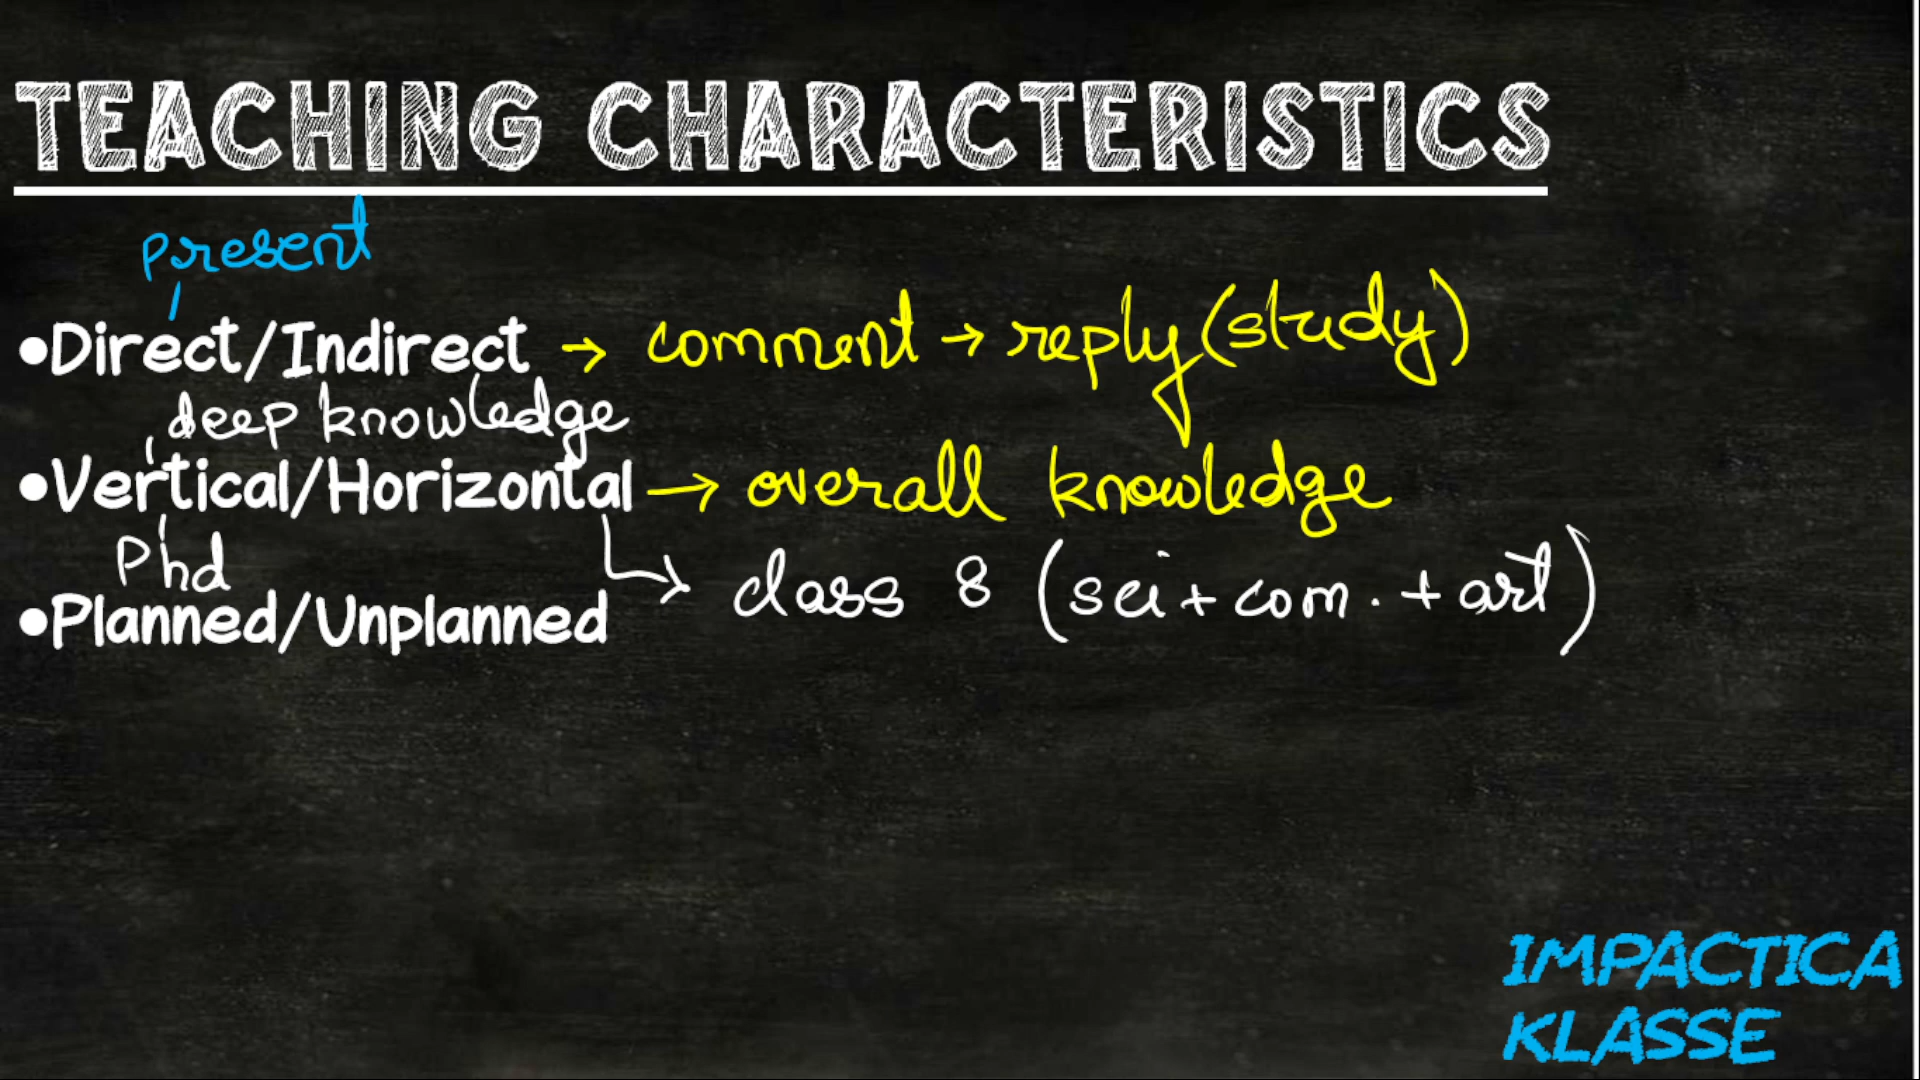 TEACHING CHARACTERISTICS
present
•Direct/Indirect → comment → reply (study)
deep knowledge
•Vertical/Horizontal → overall knowledge
Phd
class 8 (sci + com. + art)
•Planned/Unplanned
IMPACTICA
KLASSE